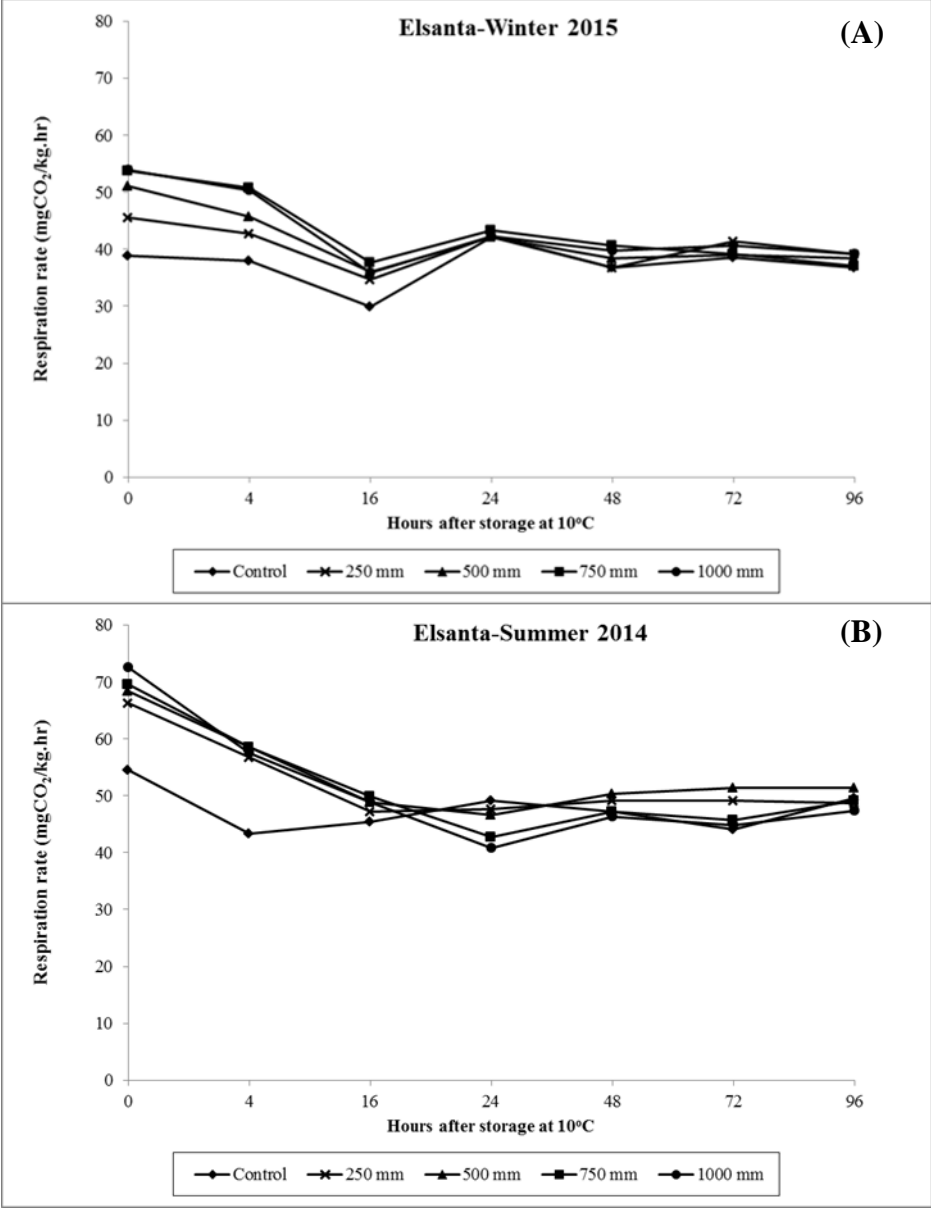 Elsanta-Winter 2015
(A)
80
70
60
50
40
30
20
10
0
Respiration rate (mgCO₂/kg.hr)
0 4 16 24 48 72 96
Hours after storage at 10ºC
Control 250 mm 500 mm 750 mm 1000 mm
Elsanta-Summer 2014
(B)
80
70
60
50
40
30
20
10
0
Respiration rate (mgCO₂/kg.hr)
0 4 16 24 48 72 96
Hours after storage at 10ºC
Control 250 mm 500 mm 750 mm 1000 mm